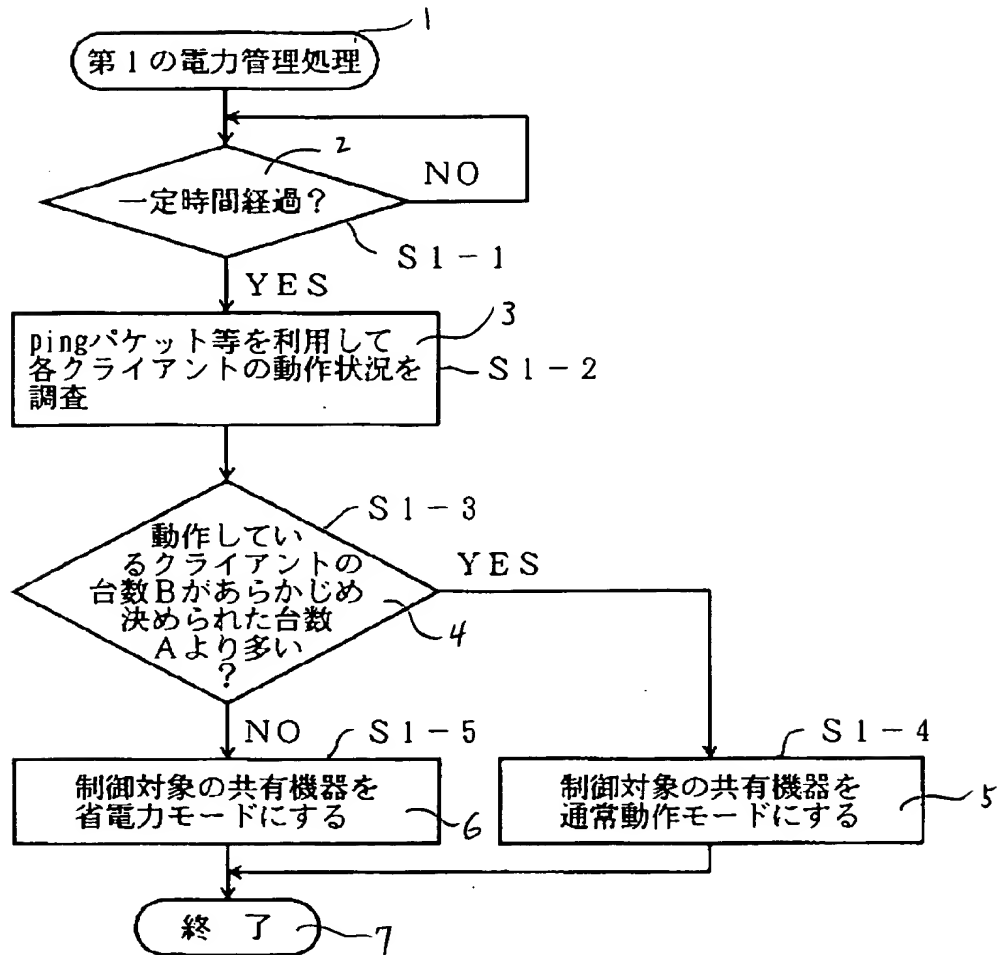 1
第1の電力管理処理
2
NO
一定時間経過?
S1-1
YES
3
pingパケット等を利用して
各クライアントの動作状況を
調査
S1-2
S1-3
動作してい
るクライアントの
台数Bがあらかじめ
決められた台数
Aより多い
?
YES
4
NO
S1-5
S1-4
制御対象の共有機器を
省電力モードにする
6
制御対象の共有機器を
通常動作モードにする
5
終 了
7